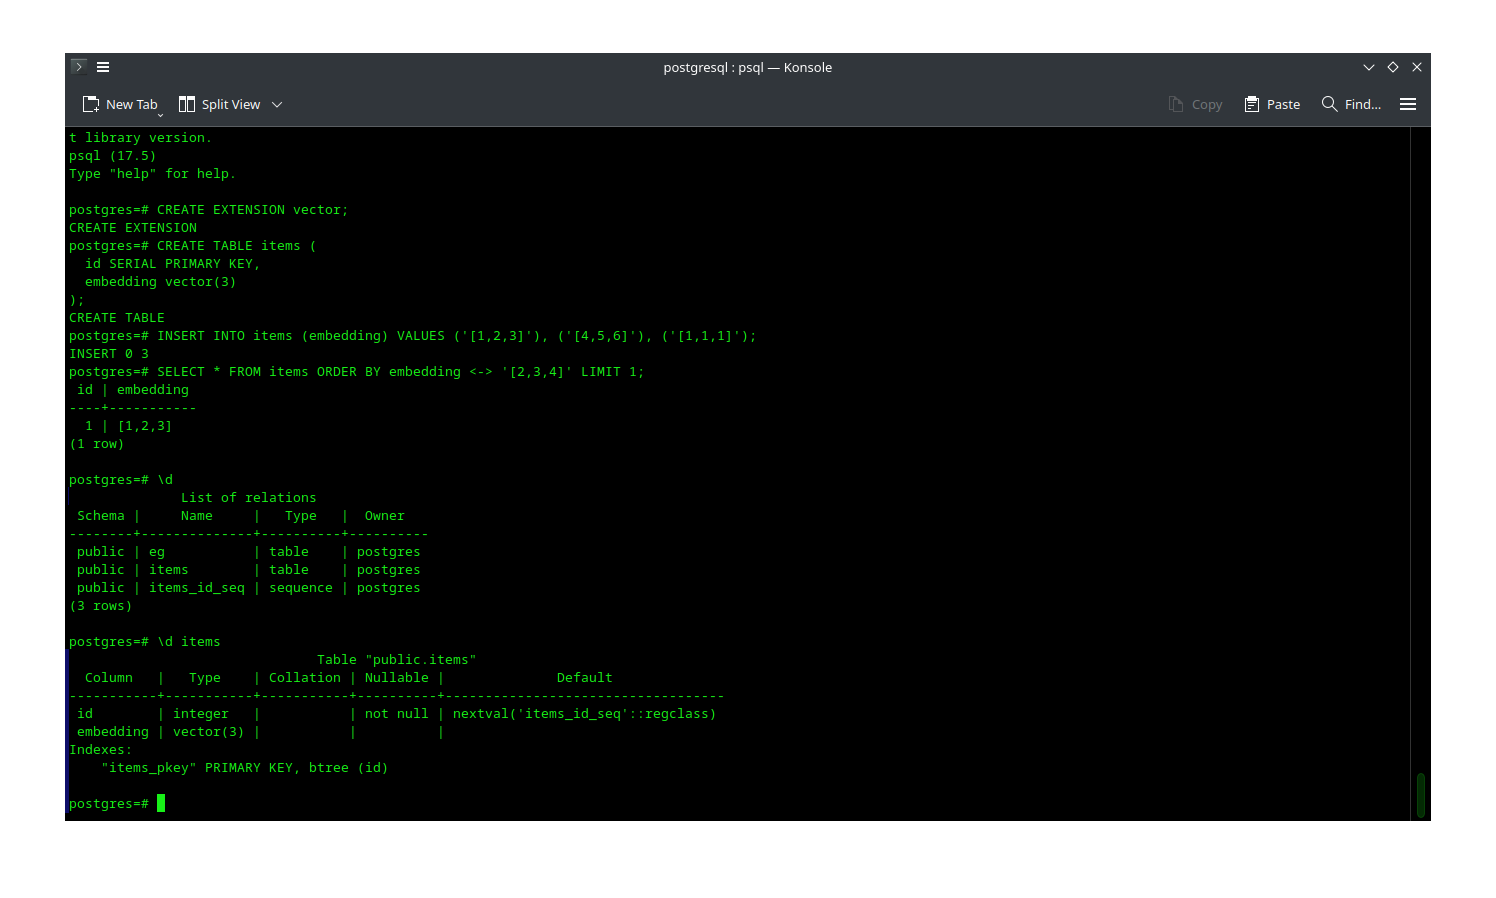 postgresql : psql — Konsole
New Tab Split View Copy Paste Find...
t library version.
psql (17.5)
Type "help" for help.
postgres=# CREATE EXTENSION vector;
CREATE EXTENSION
postgres=# CREATE TABLE items (
  id SERIAL PRIMARY KEY,
  embedding vector(3)
);
CREATE TABLE
postgres=# INSERT INTO items (embedding) VALUES ('[1,2,3]'), ('[4,5,6]'), ('[1,1,1]');
INSERT 0 3
postgres=# SELECT * FROM items ORDER BY embedding <-> '[2,3,4]' LIMIT 1;
 id | embedding
----+-----------
  1 | [1,2,3]
(1 row)
postgres=# \d
              List of relations
 Schema |     Name     |   Type   |  Owner
--------+--------------+----------+----------
 public | eg           | table    | postgres
 public | items        | table    | postgres
 public | items_id_seq | sequence | postgres
(3 rows)
postgres=# \d items
                               Table "public.items"
  Column   |   Type    | Collation | Nullable |              Default
-----------+-----------+-----------+----------+-----------------------------------
 id        | integer   |           | not null | nextval('items_id_seq'::regclass)
 embedding | vector(3) |           |          |
Indexes:
    "items_pkey" PRIMARY KEY, btree (id)
postgres=#